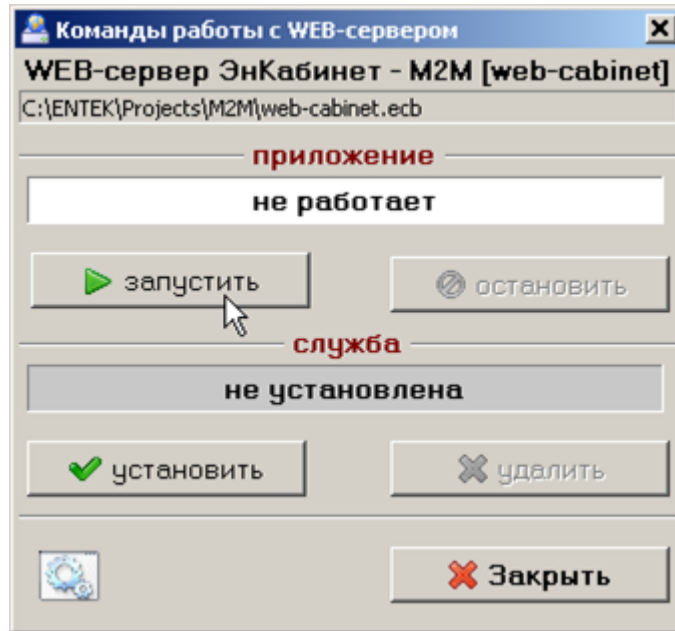 Команды работы с WEB-сервером
WEB-сервер ЭнКабинет - M2M [web-cabinet]
C:\ENTEK\Projects\M2M\web-cabinet.ecb
приложение
не работает
запустить
остановить
служба
не установлена
установить
удалить
Закрыть